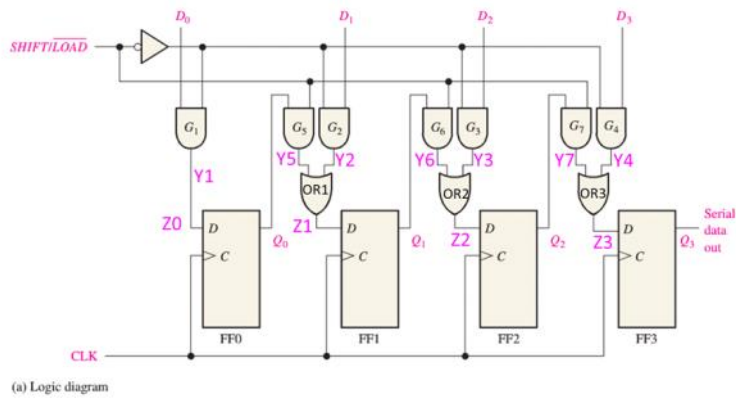 D0 D1 D2 D3
SHIFT/LOAD
G1 G5 G2 G6 G3 G7 G4
Y1 Y5 Y2 Y6 Y3 Y7 Y4
OR1 OR2 OR3
Z0 D Q0 Z1 D Q1 Z2 D Q2 Z3 D Q3 Serial
data
out
C C C C
FF0 FF1 FF2 FF3
CLK
(a) Logic diagram